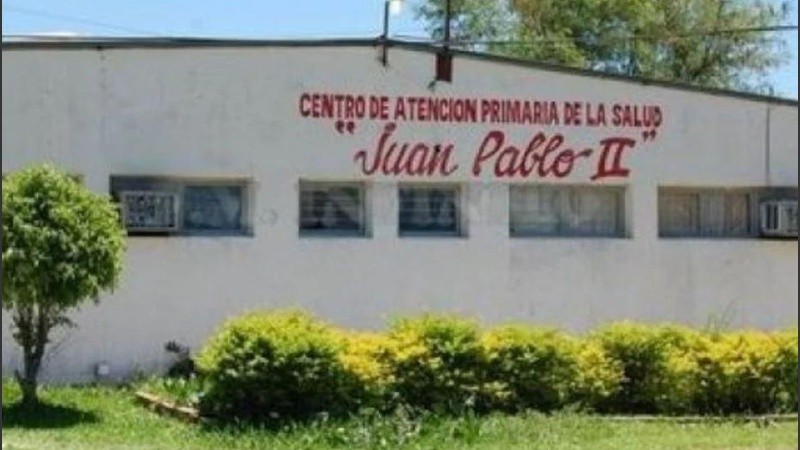 CENTRO DE ATENCION PRIMARIA DE LA SALUD
"Juan Pablo II"